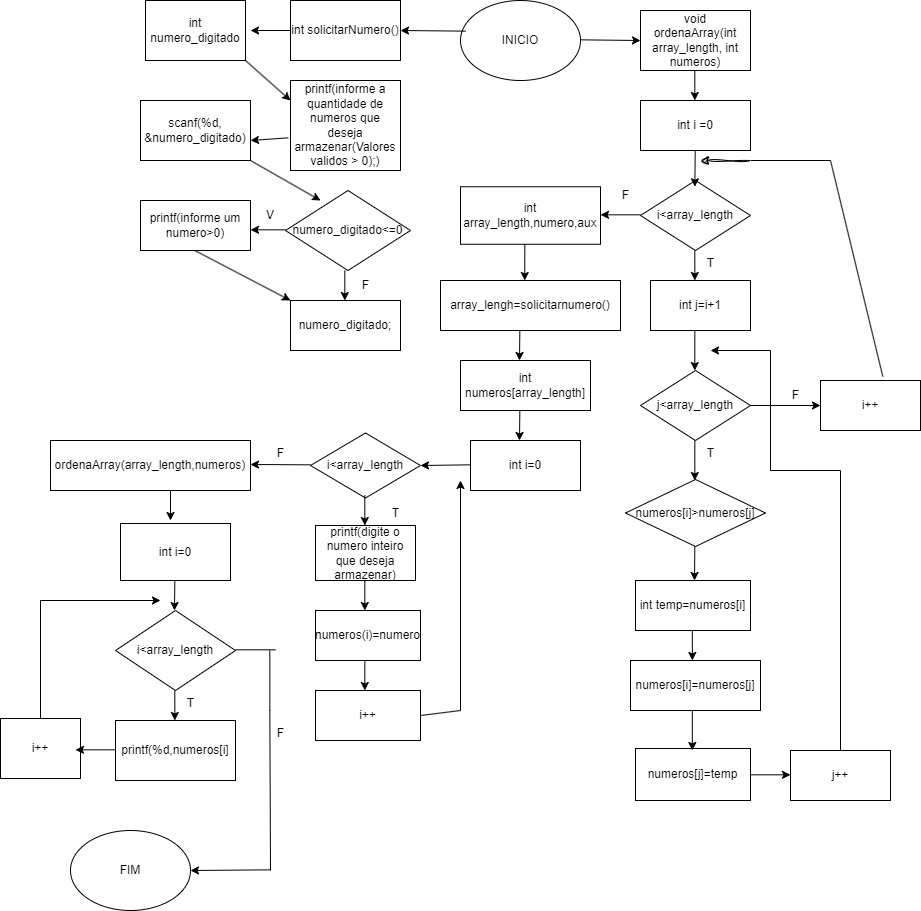 INICIO
int solicitarNumero()
int
numero_digitado
printf(informe a
quantidade de
numeros que
deseja
armazenar(Valores
validos > 0);)
scanf(%d,
&numero_digitado)
numero_digitado<=0
V
printf(informe um
numero>0)
F
numero_digitado;
void
ordenaArray(int
array_length, int
numeros)
int i =0
i<array_length
F
T
int j=i+1
j<array_length
F
i++
T
numeros[i]>numeros[j]
int temp=numeros[i]
numeros[i]=numeros[j]
numeros[j]=temp
j++
int
array_length,numero,aux
array_lengh=solicitarnumero()
int
numeros[array_length]
int i=0
i<array_length
F
T
printf(digite o
numero inteiro
que deseja
armazenar)
numeros(i)=numero
i++
ordenaArray(array_length,numeros)
int i=0
i<array_length
T
F
printf(%d,numeros[i]
i++
FIM